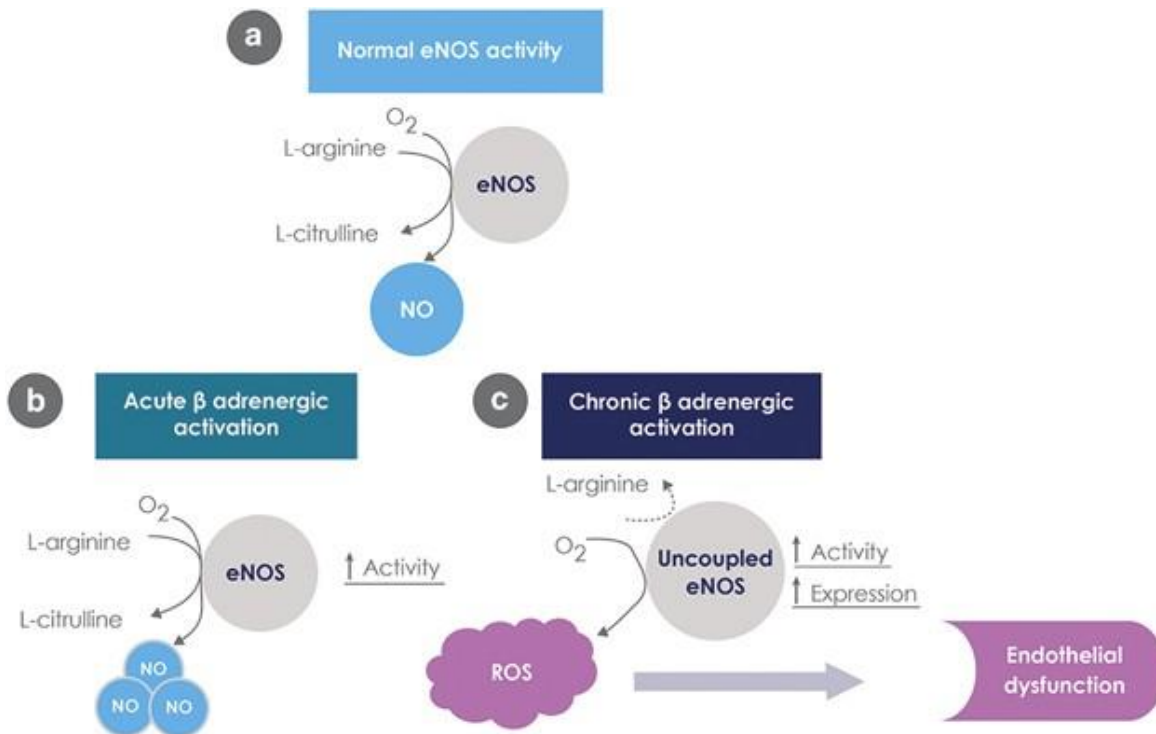 a
Normal eNOS activity
O2
L-arginine
eNOS
L-citrulline
NO
b
Acute β adrenergic
activation
O2
L-arginine
eNOS
↑ Activity
L-citrulline
NO
NO NO
c
Chronic β adrenergic
activation
L-arginine
O2
Uncoupled
eNOS
↑ Activity
↑ Expression
ROS
Endothelial
dysfunction